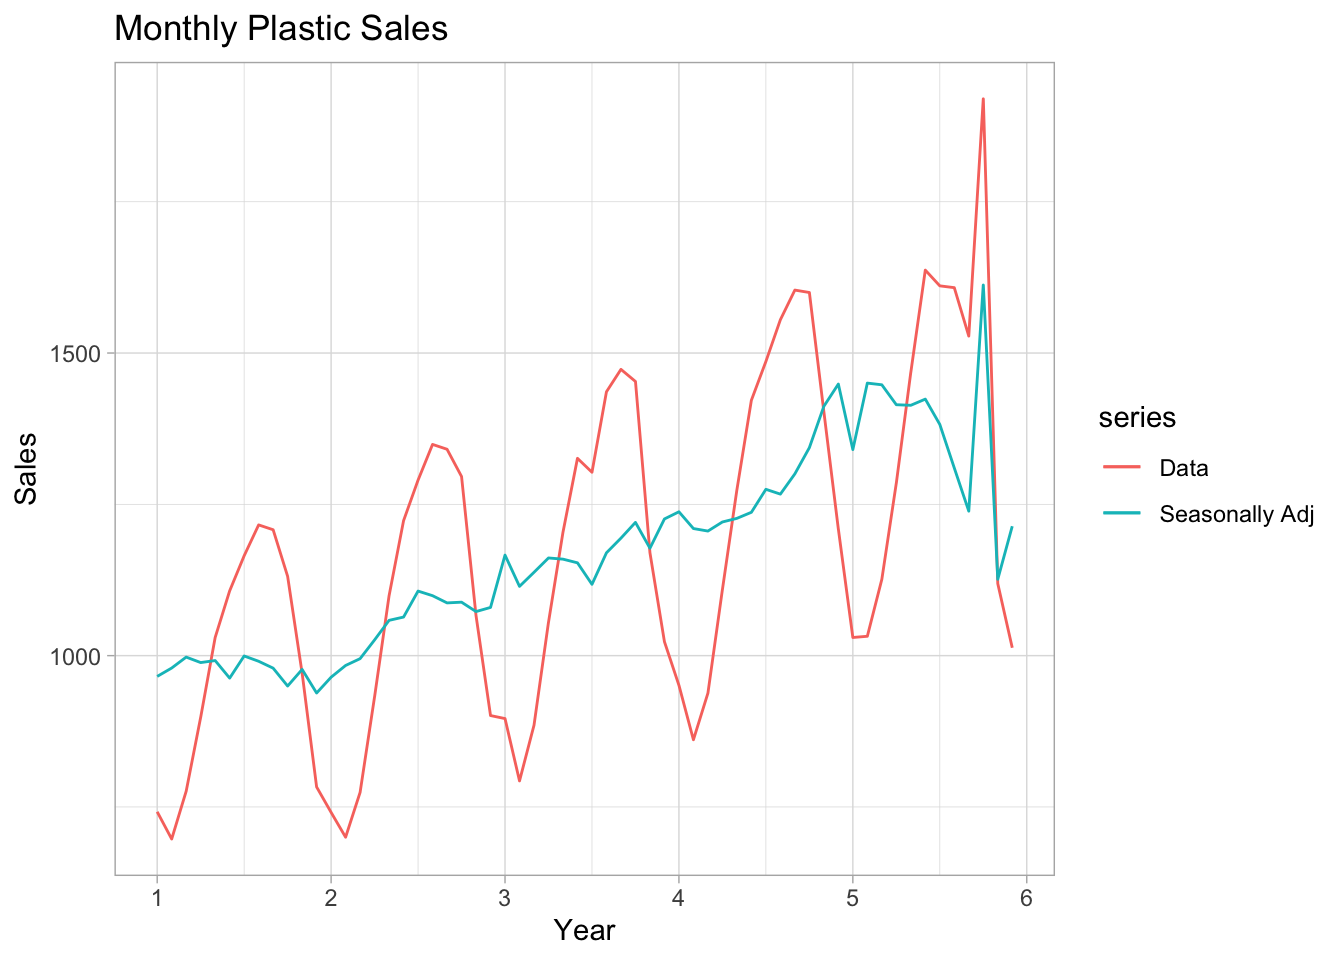 Monthly Plastic Sales
1500
1000
Sales
1 2 3 4 5 6
Year
series
Data
Seasonally Adj